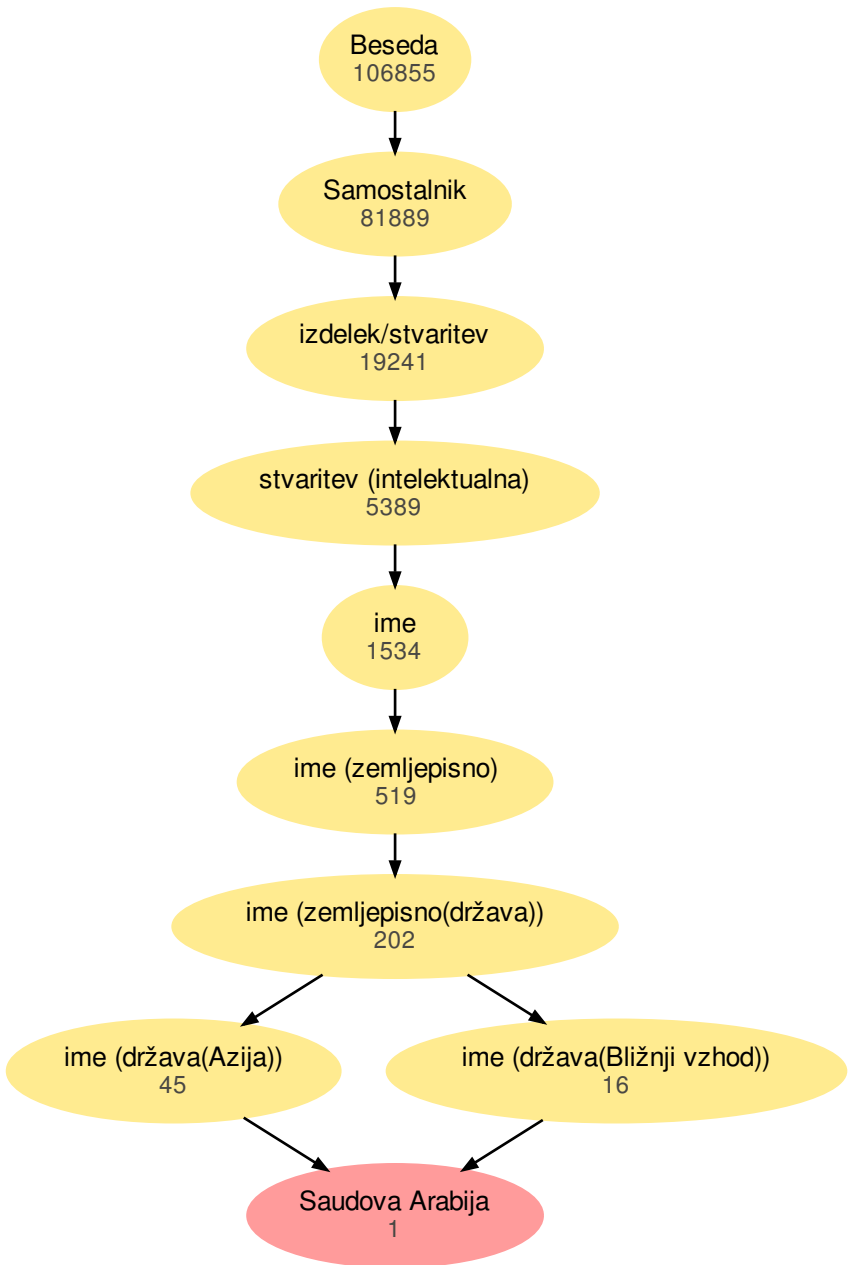 Beseda
106855
Samostalnik
81889
izdelek/stvaritev
19241
stvaritev (intelektualna)
5389
ime
1534
ime (zemljepisno)
519
ime (zemljepisno(država))
202
ime (država(Azija))
45
ime (država(Bližnji vzhod))
16
Saudova Arabija
1